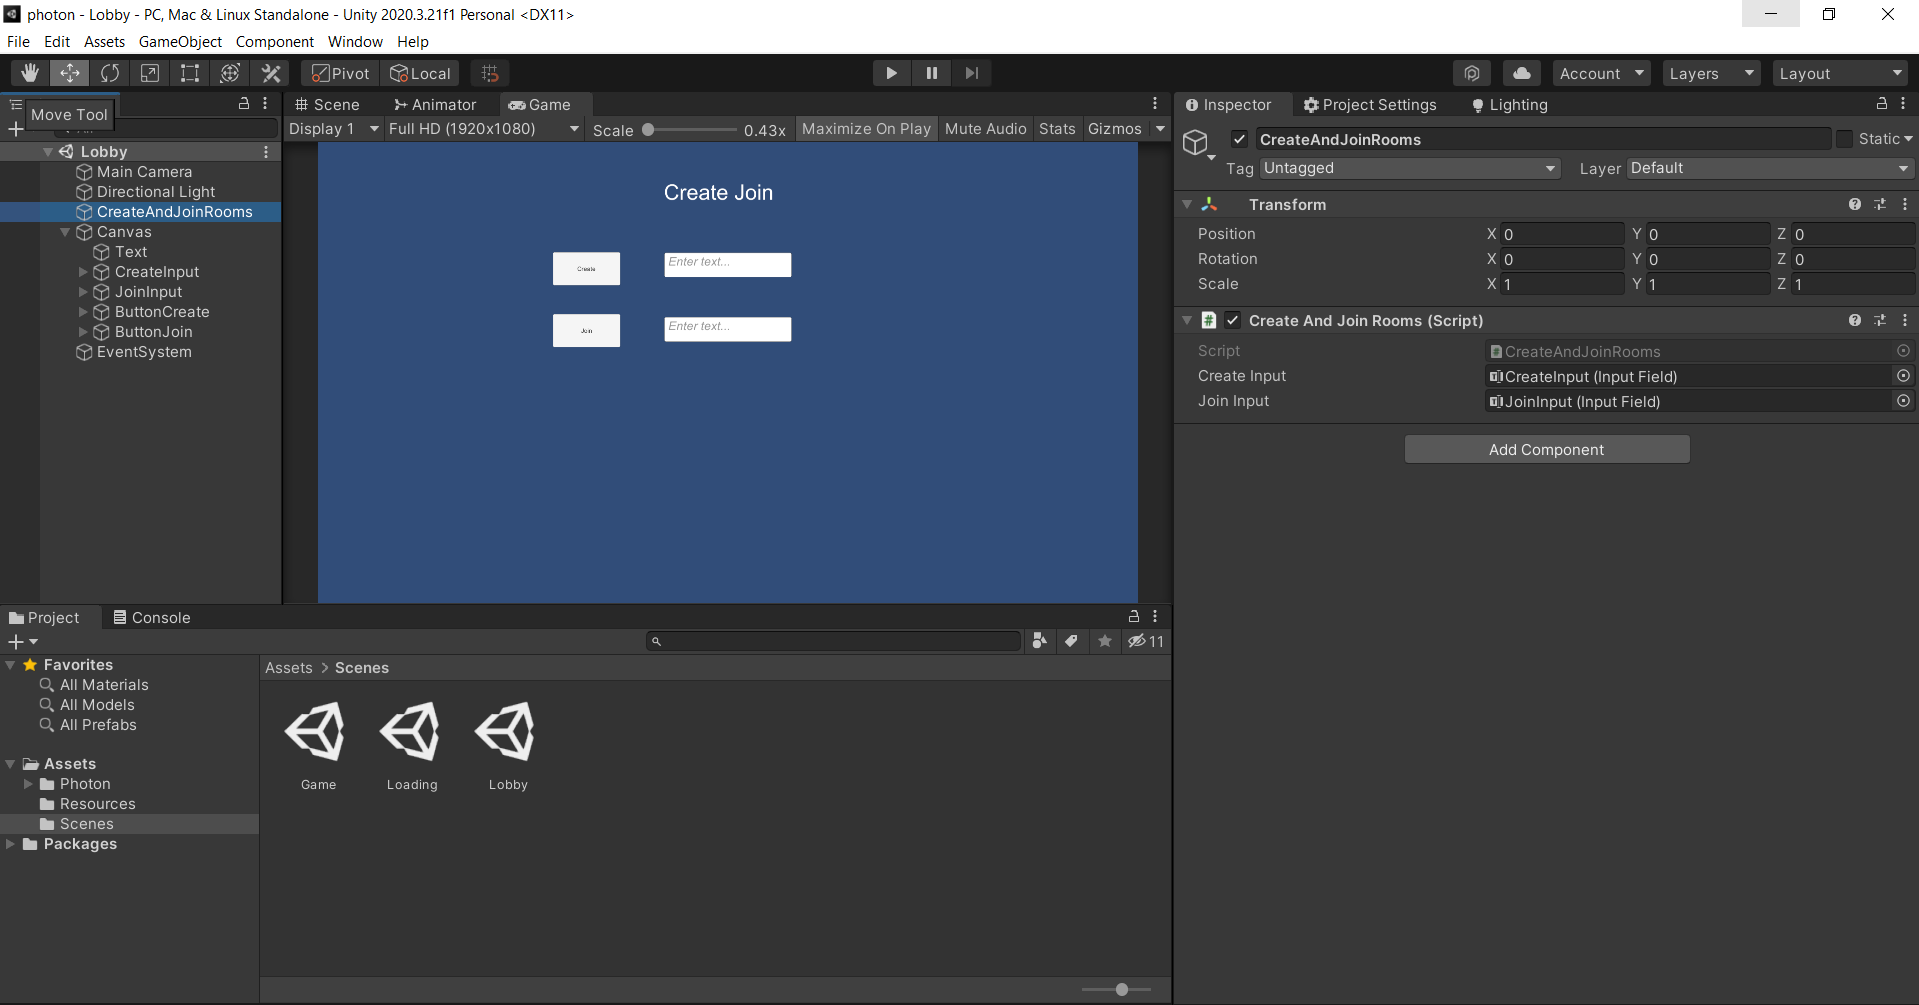 photon - Lobby - PC, Mac & Linux Standalone - Unity 2020.3.21f1 Personal <DX11>
File Edit Assets GameObject Component Window Help
Pivot Local Account Layers Layout
Move Tool
Scene Animator Game
Display 1 Full HD (1920x1080) Scale 0.43x Maximize On Play Mute Audio Stats Gizmos
Lobby
Main Camera
Directional Light
CreateAndJoinRooms
Canvas
Text
CreateInput
JoinInput
ButtonCreate
ButtonJoin
EventSystem
Create Join
Create Enter text...
Join Enter text...
Inspector Project Settings Lighting
CreateAndJoinRooms Static
Tag Untagged Layer Default
Transform
Position X 0 Y 0 Z 0
Rotation X 0 Y 0 Z 0
Scale X 1 Y 1 Z 1
# Create And Join Rooms (Script)
Script CreateAndJoinRooms
Create Input CreateInput (Input Field)
Join Input JoinInput (Input Field)
Add Component
Project Console
11
Favorites
All Materials
All Models
All Prefabs
Assets
Photon
Resources
Scenes
Packages
Assets > Scenes
Game Loading Lobby